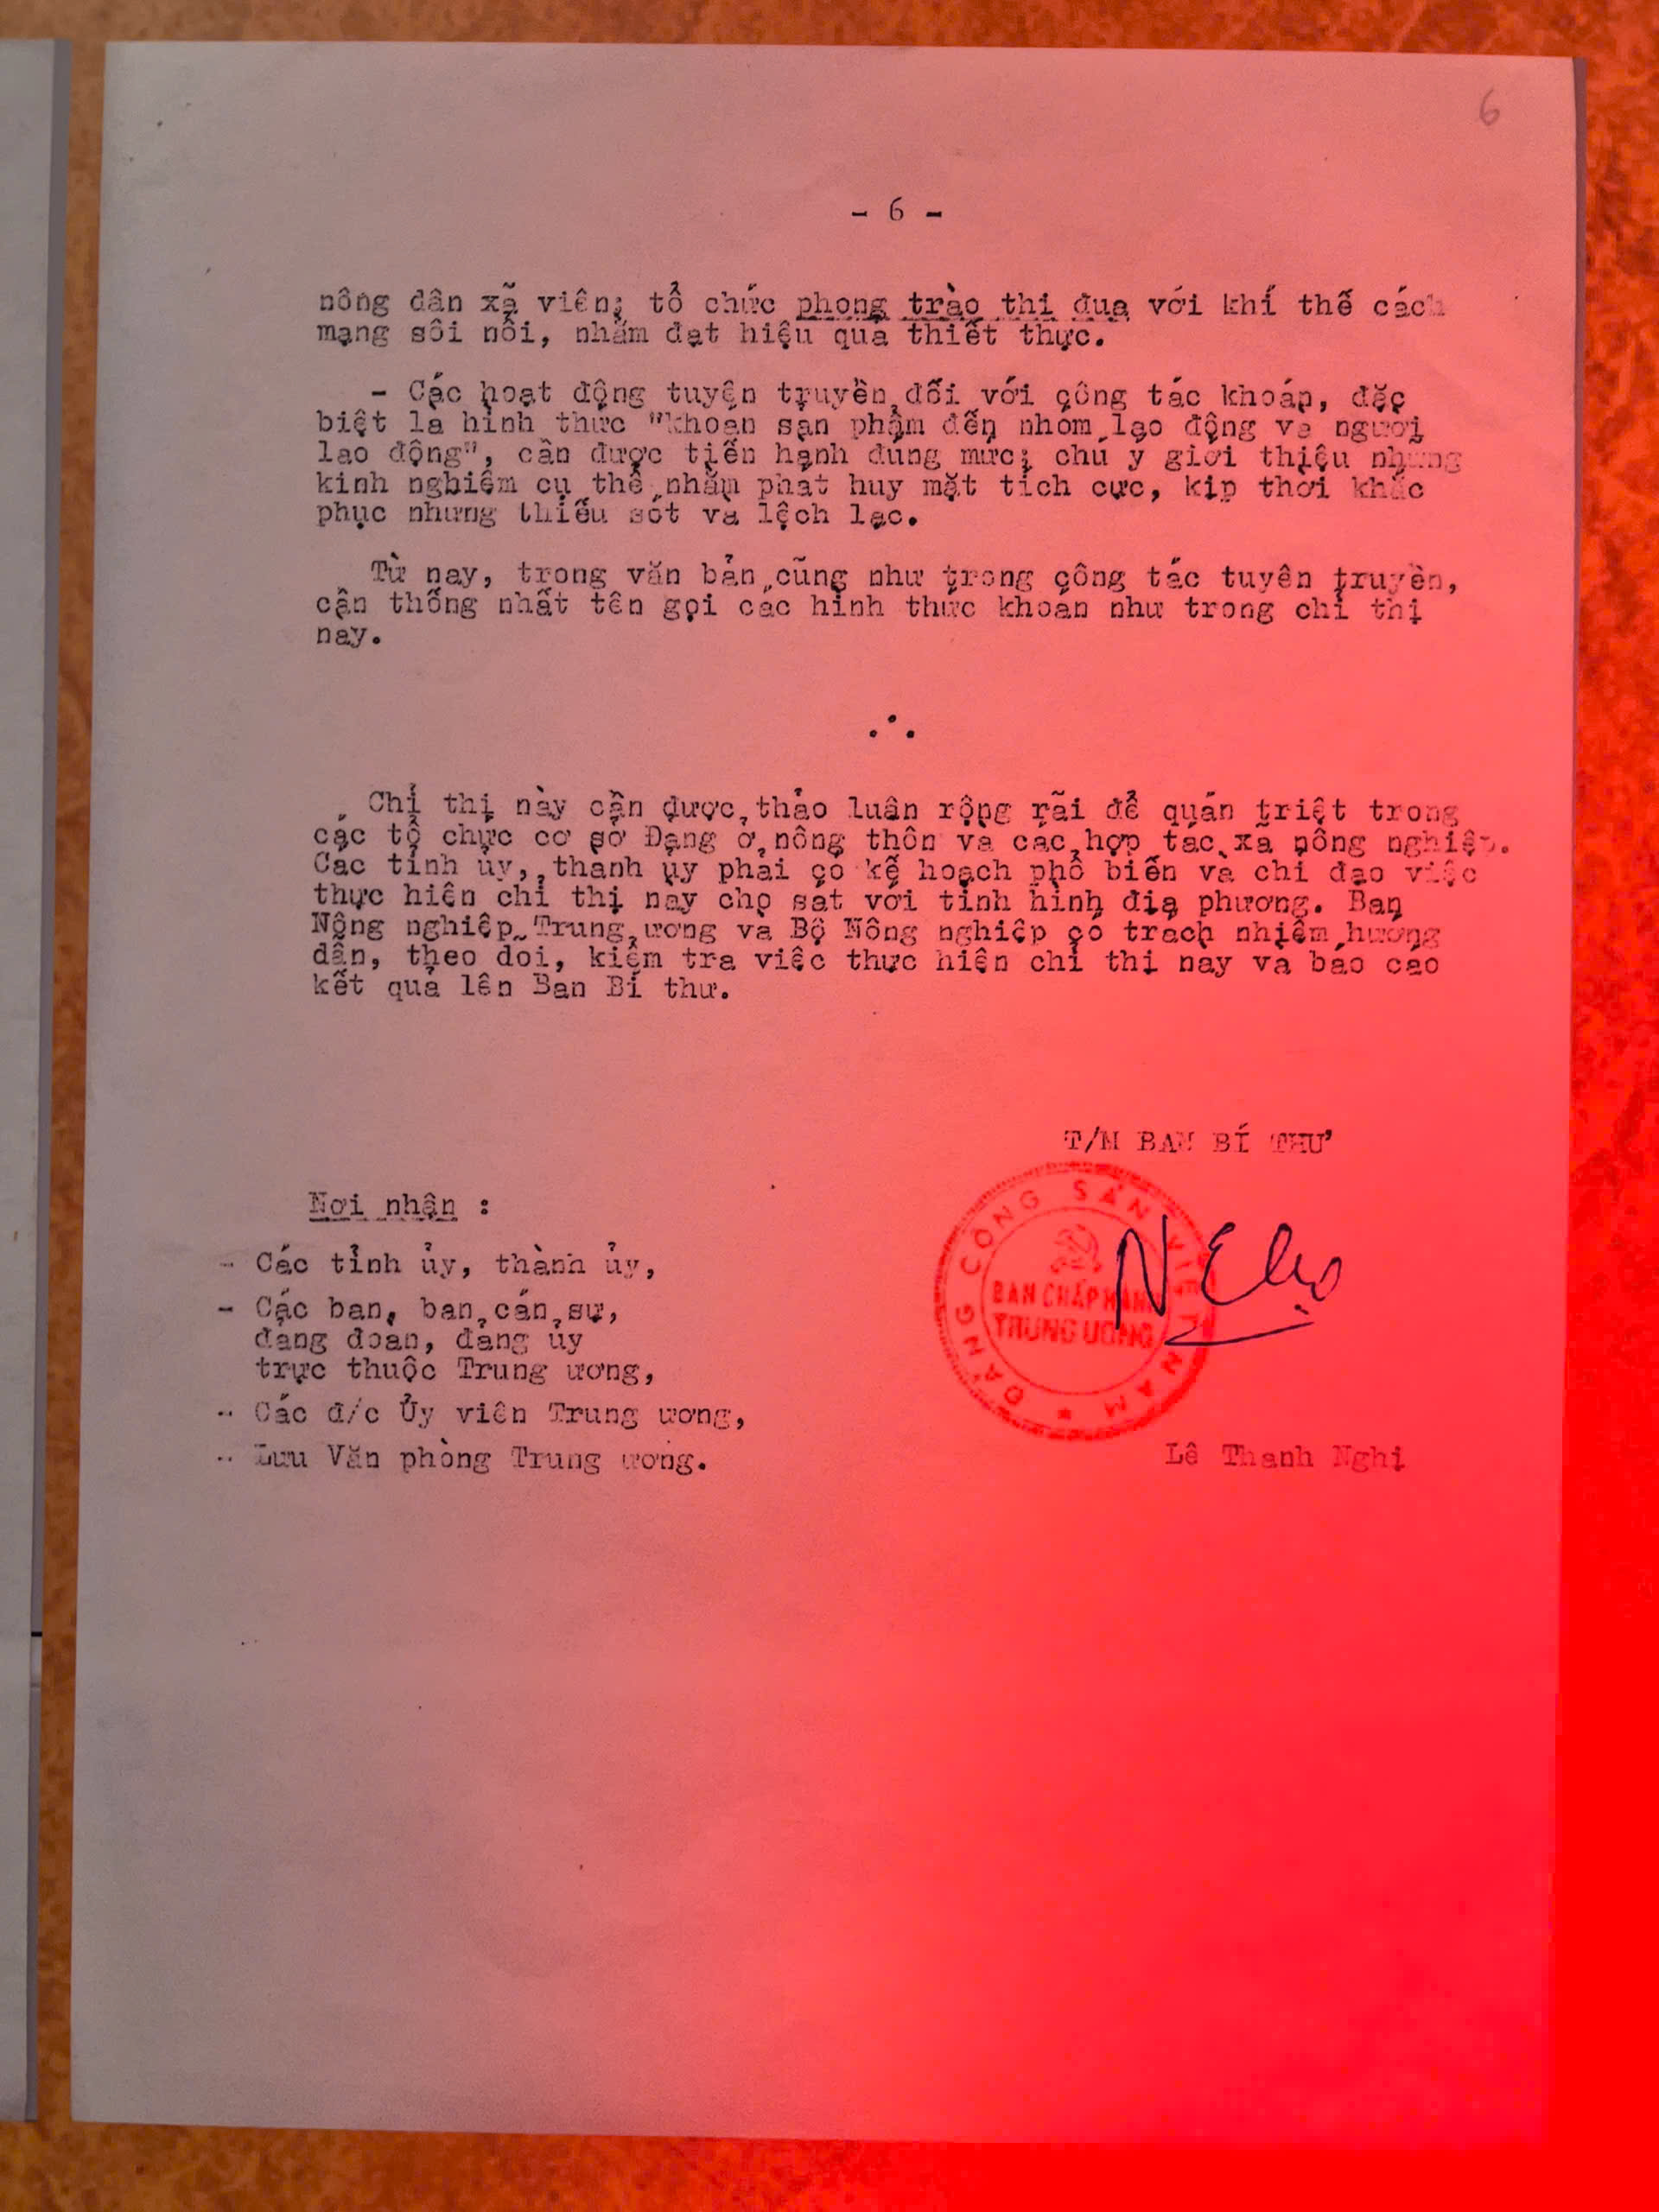 6
- 6 -
nông dân xã viên; tổ chức phong trào thi đua với khí thế cách
mạng sôi nổi, nhằm đạt hiệu quả thiết thực.
- Các hoạt động tuyên truyền đối với công tác khoán, đặc
biệt là hình thức "khoán sản phẩm đến nhóm lao động và người
lao động", cần được tiến hành đúng mức; chú ý giới thiệu những
kinh nghiệm cụ thể nhằm phát huy mặt tích cực, kịp thời khắc
phục những thiếu sót và lệch lạc.
Từ nay, trong văn bản cũng như trong công tác tuyên truyền,
cần thống nhất tên gọi các hình thức khoán như trong chỉ thị
này.
Chỉ thị này cần được thảo luận rộng rãi để quán triệt trong
các tổ chức cơ sở Đảng ở nông thôn và các hợp tác xã nông nghiệp.
Các tỉnh ủy, thành ủy phải có kế hoạch phổ biến và chỉ đạo việc
thực hiện chỉ thị này cho sát với tình hình địa phương. Ban
Nông nghiệp Trung ương và Bộ Nông nghiệp có trách nhiệm hướng
dẫn, theo dõi, kiểm tra việc thực hiện chỉ thị này và báo cáo
kết quả lên Ban Bí thư.
T/M BAN BÍ THƯ
ĐẢNG CỘNG SẢN VIỆT NAM
BAN CHẤP HÀNH
TRUNG ƯƠNG
Lê Thanh Nghị
Nơi nhận :
- Các tỉnh ủy, thành ủy,
- Các ban, ban cán sự,
đảng đoàn, đảng ủy
trực thuộc Trung ương,
- Các đ/c Ủy viên Trung ương,
- Lưu Văn phòng Trung ương.